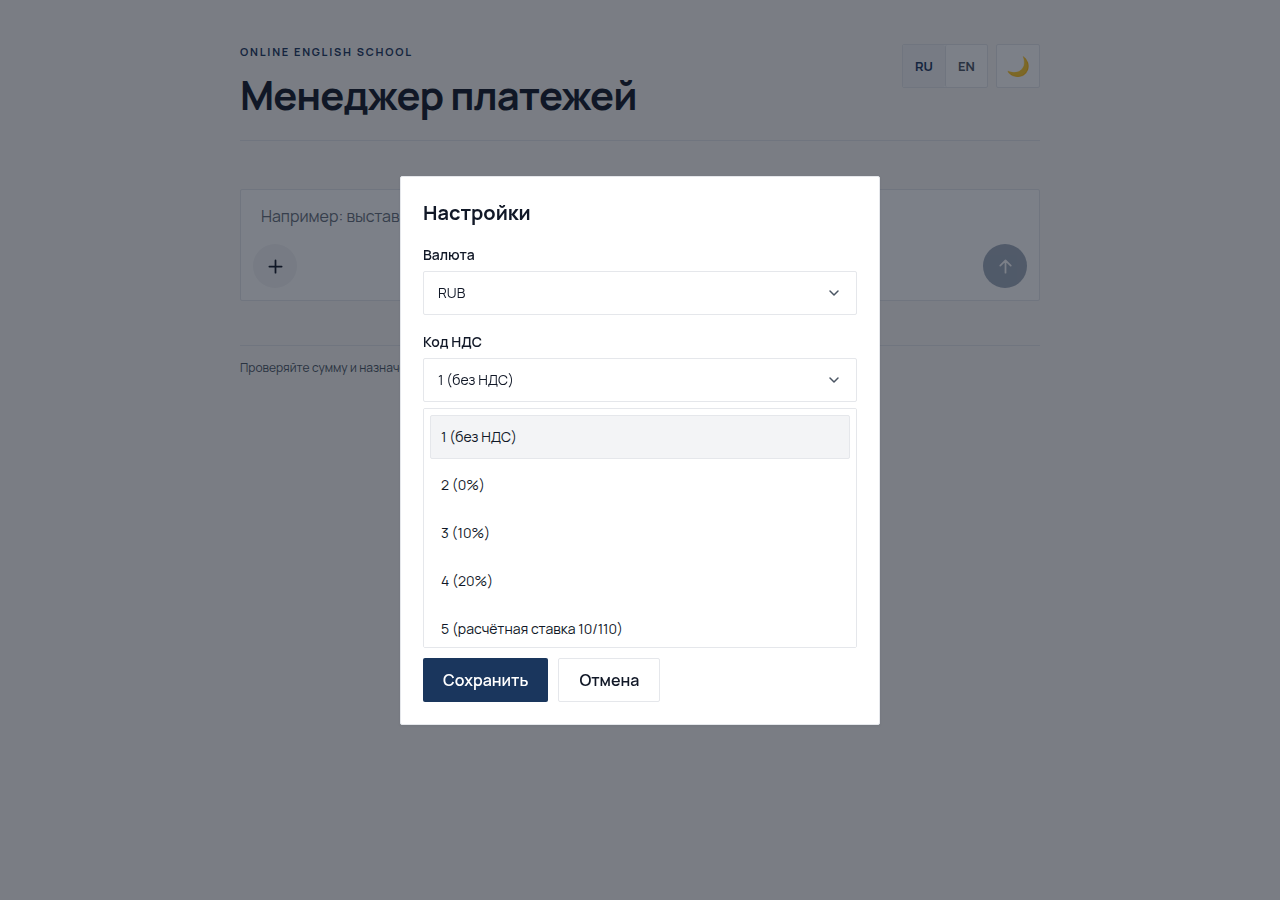 ONLINE ENGLISH SCHOOL
RU
EN
Менеджер платежей
Например: выстав
Настройки
Валюта
RUB
Код НДС
1 (без НДС)
1 (без НДС)
2 (0%)
3 (10%)
4 (20%)
5 (расчётная ставка 10/110)
Проверяйте сумму и назнач
Сохранить
Отмена